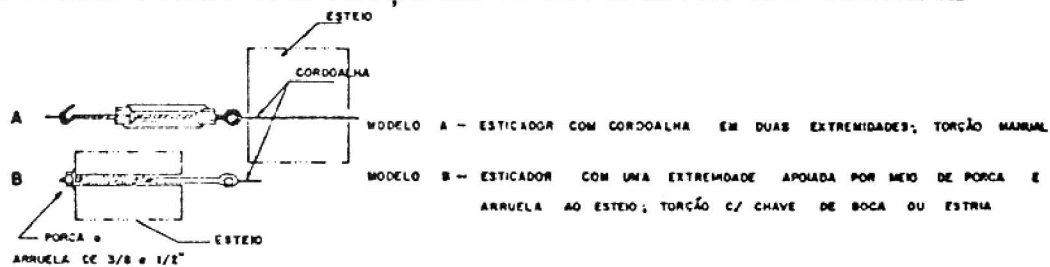 ESTEIO
CORDOALHA
A
MODELO A - ESTICADOR COM CORDOALHA EM DUAS EXTREMIDADES; TORÇÃO MANUAL
B
MODELO B - ESTICADOR COM UMA EXTREMIDADE APOIADA POR MEIO DE PORCA E
ARRUELA AO ESTEIO; TORÇÃO C/ CHAVE DE BOCA OU ESTRIA
PORCA e
ESTEIO
ARRUELA DE 3/8 e 1/2"